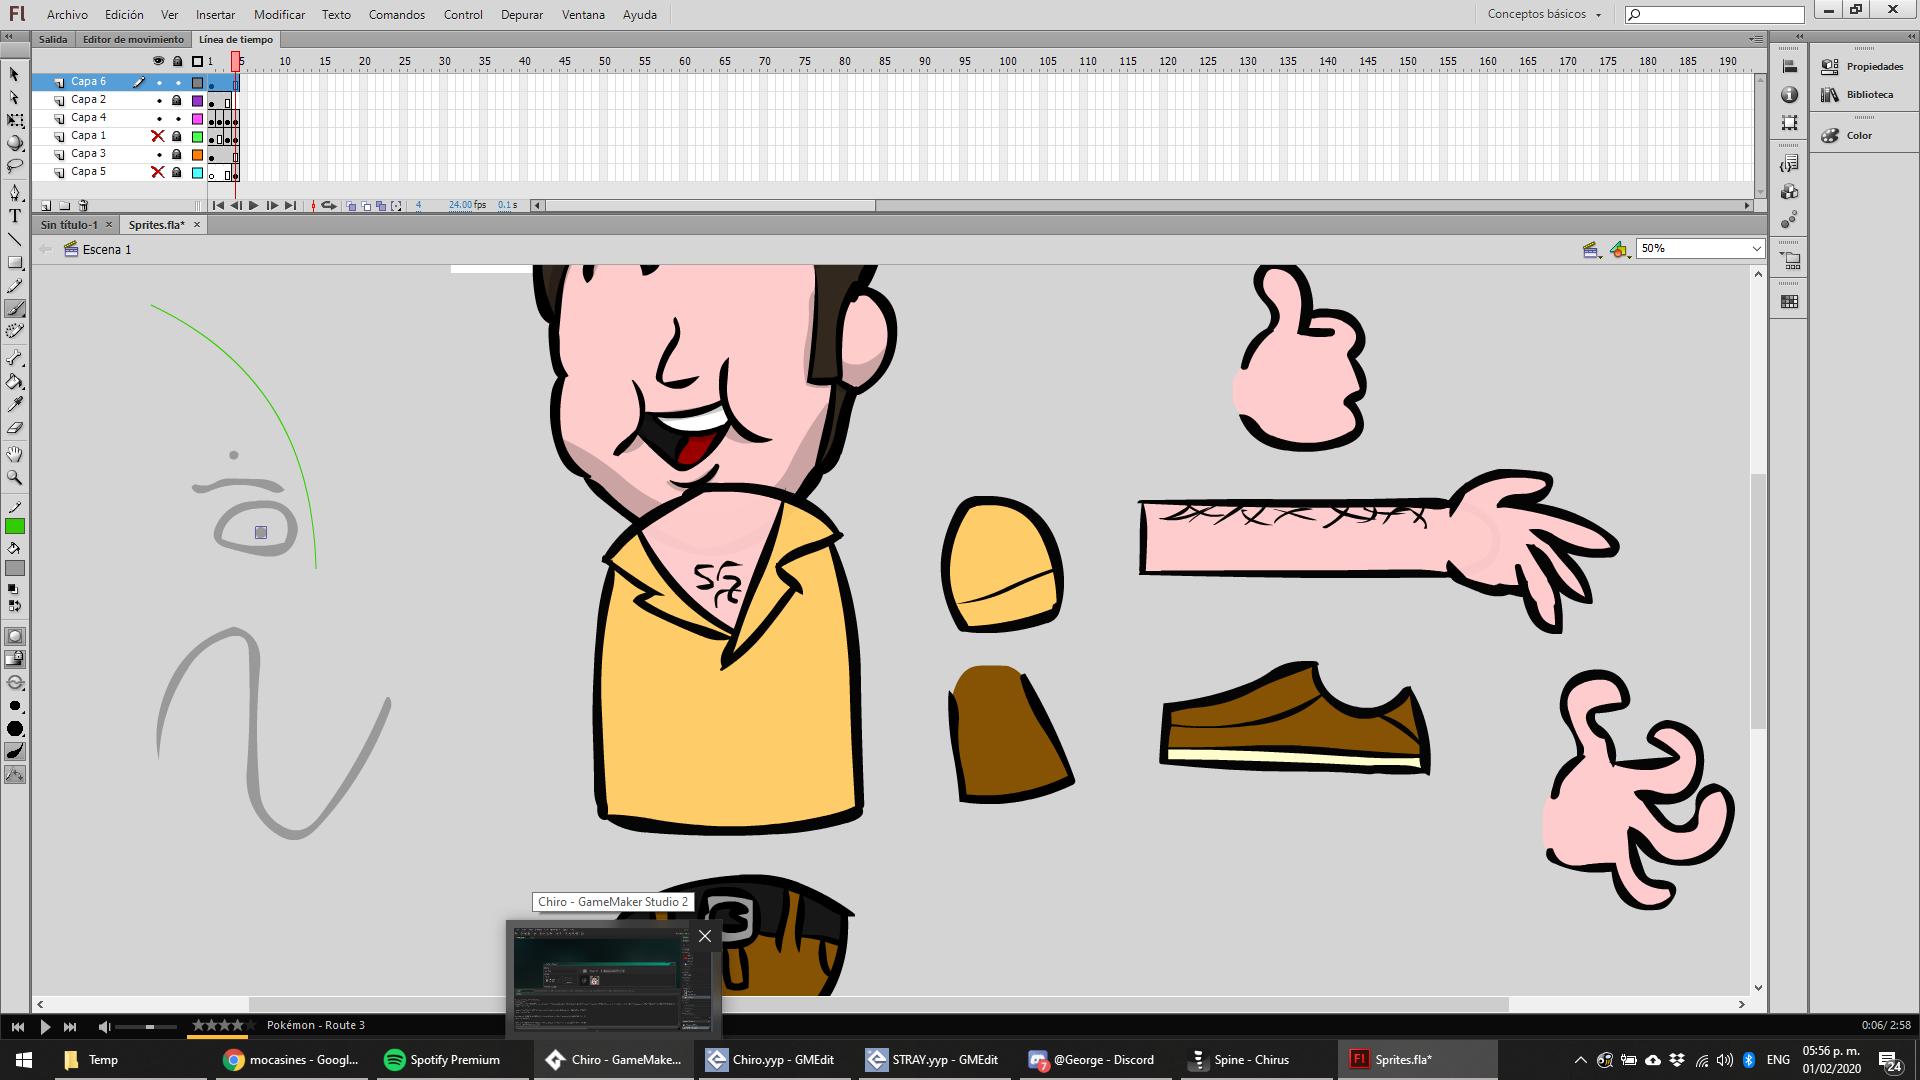 Fl Archivo Edición Ver Insertar Modificar Texto Comandos Control Depurar Ventana Ayuda Conceptos básicos
Salida Editor de movimiento Línea de tiempo
1 5 10 15 20 25 30 35 40 45 50 55 60 65 70 75 80 85 90 95 100 105 110 115 120 125 130 135 140 145 150 155 160 165 170 175 180 185 190
Capa 6
Capa 2
Capa 4
Capa 1
Capa 3
Capa 5
4 24.00 fps 0.1 s
Propiedades
Biblioteca
Color
Sin título-1 Sprites.fla*
Escena 1 50%
Chiro - GameMaker Studio 2
Pokémon - Route 3 0:06/ 2:58
Temp mocasines - Googl... Spotify Premium Chiro - GameMake... Chiro.yyp - GMEdit STRAY.yyp - GMEdit @George - Discord Spine - Chirus Sprites.fla* ENG 05:56 p. m.
01/02/2020
7
24